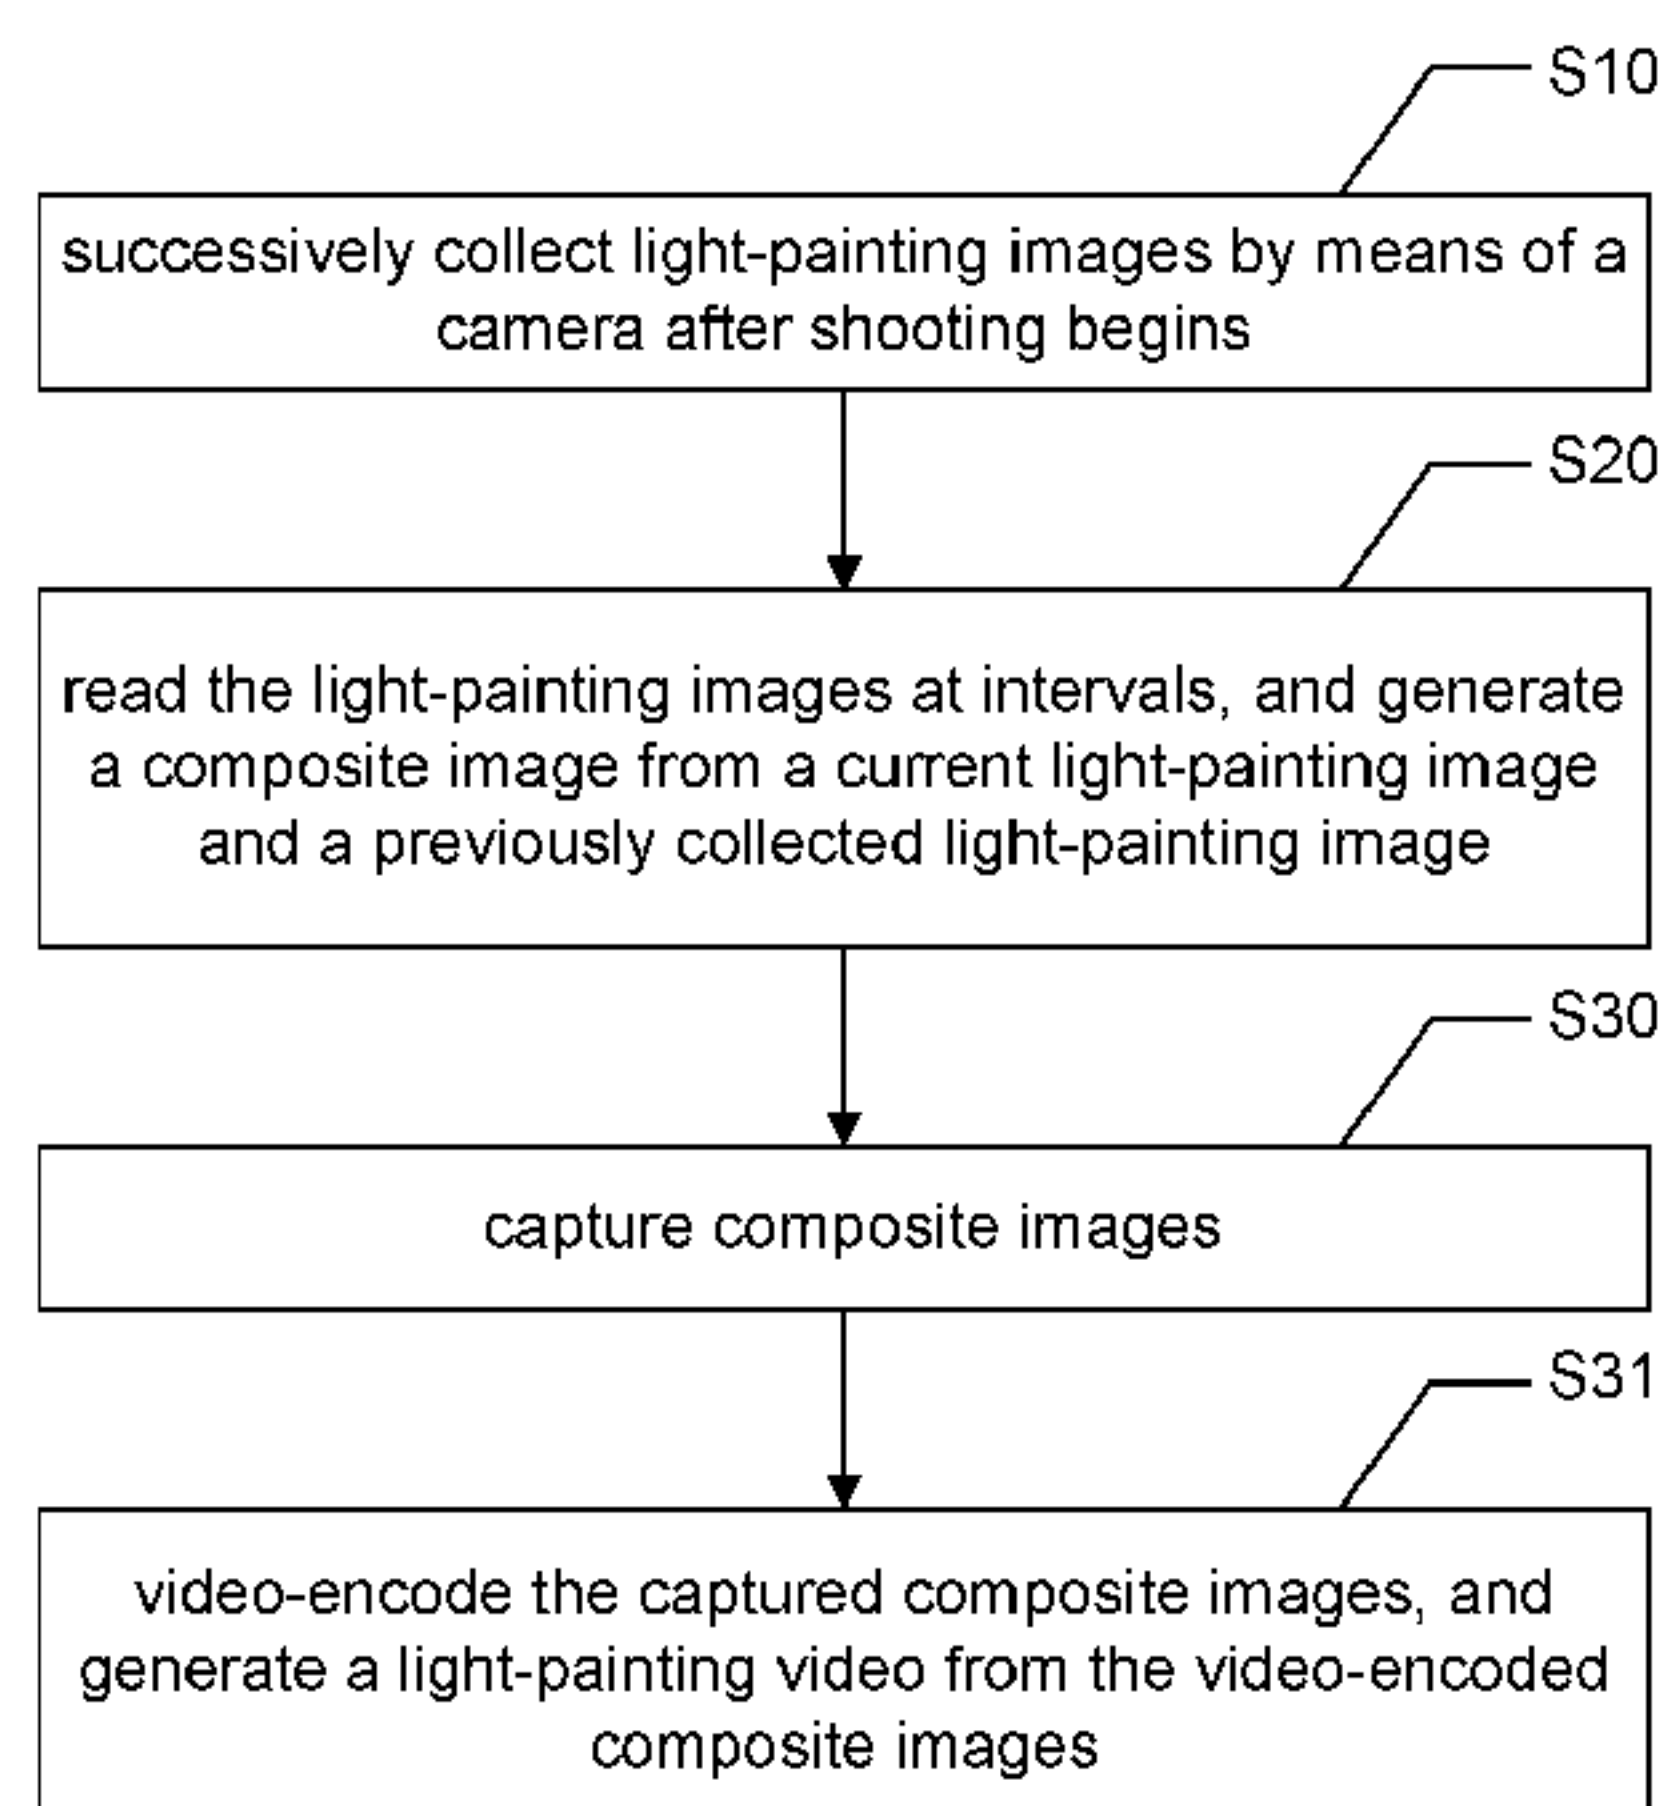 S10
successively collect light-painting images by means of a
camera after shooting begins
S20
read the light-painting images at intervals, and generate
a composite image from a current light-painting image
and a previously collected light-painting image
S30
capture composite images
S31
video-encode the captured composite images, and
generate a light-painting video from the video-encoded
composite images